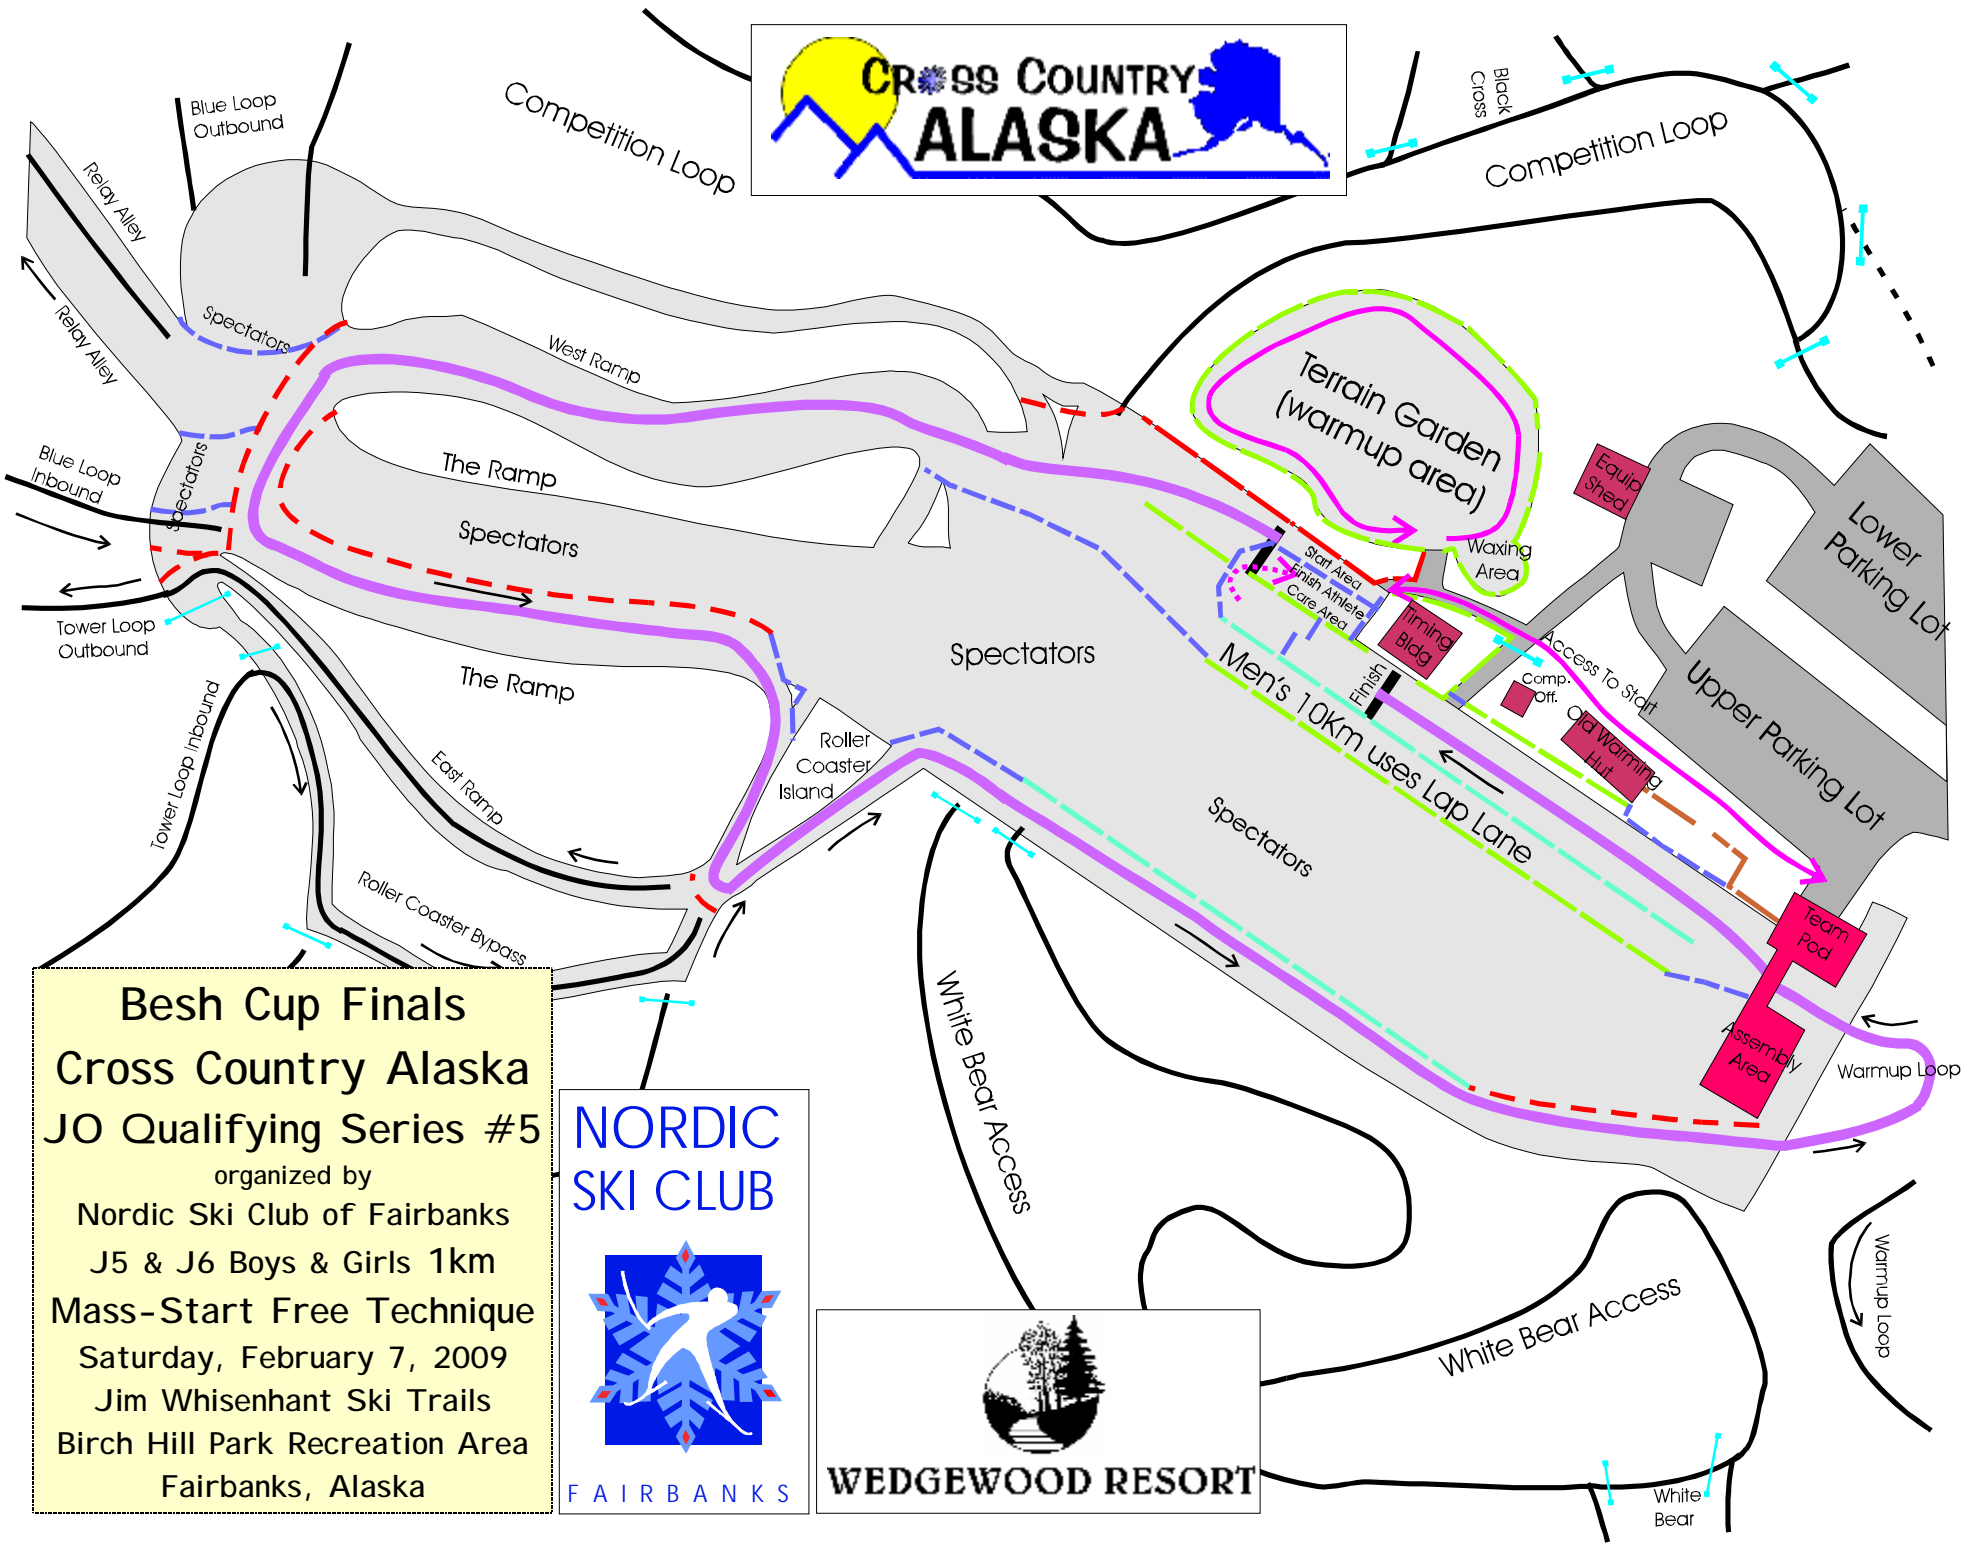 CROSS COUNTRY
ALASKA
Black
Cross
Competition Loop
Competition Loop
Blue Loop
Outbound
Relay Alley
Relay Alley
Spectators
West Ramp
Terrain Garden
(warmup area)
Equip
Shed
Lower
Parking Lot
Waxing
Area
Blue Loop
Inbound
Spectators
The Ramp
Spectators
Start Area
Finish Athlete
Care Area
Timing
Bldg
Access To Start
Comp.
Off.
Old Warming
Hut
Upper Parking Lot
Tower Loop
Outbound
The Ramp
Spectators
Finish
Men's 10Km uses Lap Lane
Roller
Coaster
Island
Tower Loop Inbound
East Ramp
Spectators
Roller Coaster Bypass
Team
Pod
Assembly
Area
Warmup Loop
White Bear Access
Besh Cup Finals
Cross Country Alaska
JO Qualifying Series #5
organized by
Nordic Ski Club of Fairbanks
J5 & J6 Boys & Girls 1km
Mass-Start Free Technique
Saturday, February 7, 2009
Jim Whisenhant Ski Trails
Birch Hill Park Recreation Area
Fairbanks, Alaska
NORDIC
SKI CLUB
FAIRBANKS
WEDGEWOOD RESORT
White Bear Access
Warmup Loop
White
Bear